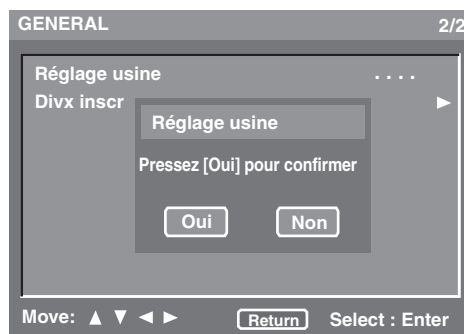 GENERAL 2/2
Réglage usine . . . .
Divx inscr ▶
Réglage usine
Pressez [Oui] pour confirmer
Oui Non
Move: ▲ ▼ ◄ ► Return Select : Enter